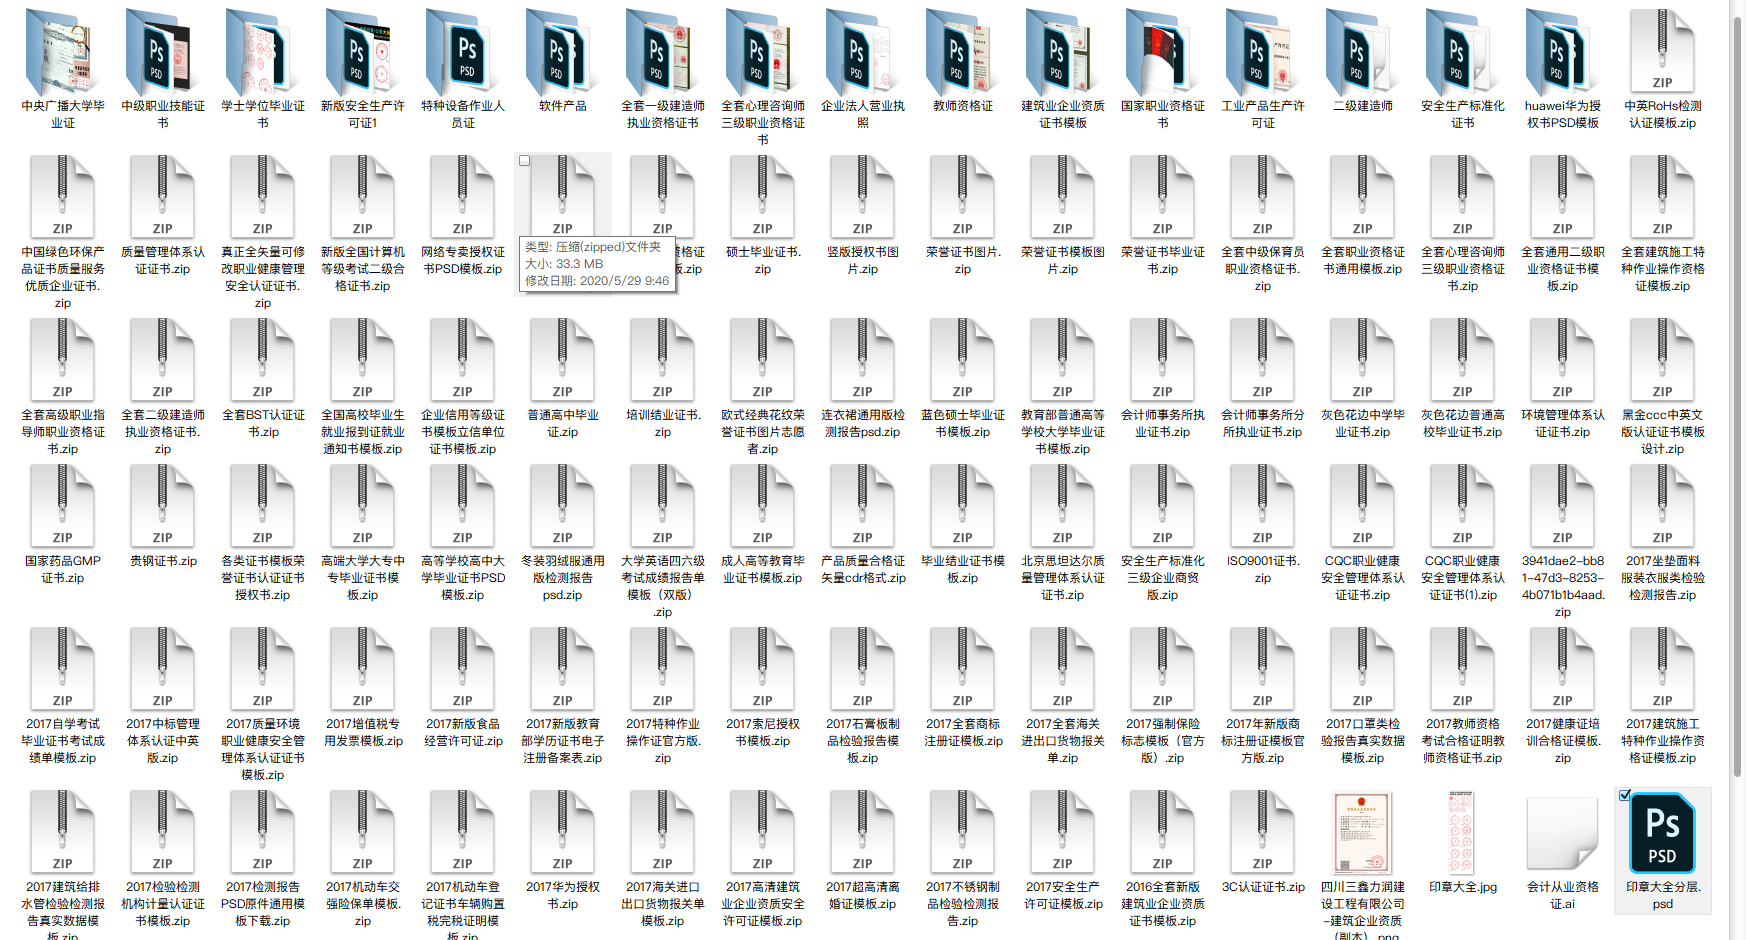 中央广播大学毕
业证
中级职业技能证
书
学士学位毕业证
书
新版安全生产许
可证1
特种设备作业人
员证
软件产品
全套一级建造师
执业资格证书
全套心理咨询师
三级职业资格证
书
企业法人营业执
照
教师资格证
建筑业企业资质
证书模板
国家职业资格证
书
工业产品生产许
可证
二级建造师
安全生产标准化
证书
huawei华为授
权书PSD模板
ZIP
中英RoHs检测
认证模板.zip
中国绿色环保产
品证书质量服务
优质企业证书.
zip
质量管理体系认
证证书.zip
真正全矢量可修
改职业健康管理
安全认证证书.
zip
新版全国计算机
等级考试二级合
格证书.zip
网络专卖授权证
书PSD模板.zip
类型: 压缩(zipped)文件夹
大小: 33.3 MB
修改日期: 2020/5/29 9:46
资格证
板.zip
硕士毕业证书.
zip
竖版授权书图
片.zip
荣誉证书图片.
zip
荣誉证书模板图
片.zip
荣誉证书毕业证
书.zip
全套中级保育员
职业资格证书.
zip
全套职业资格证
书通用模板.zip
全套心理咨询师
三级职业资格证
书.zip
全套通用二级职
业资格证书模
板.zip
全套建筑施工特
种作业操作资格
证模板.zip
全套高级职业指
导师职业资格证
书.zip
全套二级建造师
执业资格证书.
zip
全套BST认证证
书.zip
全国高校毕业生
就业报到证就业
通知书模板.zip
企业信用等级证
书模板立信单位
证书模板.zip
普通高中毕业
证.zip
培训结业证书.
zip
欧式经典花纹荣
誉证书图片志愿
者.zip
连衣裙通用版检
测报告psd.zip
蓝色硕士毕业证
书模板.zip
教育部普通高等
学校大学毕业证
书模板.zip
会计师事务所执
业证书.zip
会计师事务所分
所执业证书.zip
灰色花边中学毕
业证书.zip
灰色花边普通高
校毕业证书.zip
环境管理体系认
证证书.zip
黑金ccc中英文
版认证证书模板
设计.zip
国家药品GMP
证书.zip
贵钢证书.zip
各类证书模板荣
誉证书认证证书
授权书.zip
高端大学大专中
专毕业证书模
板.zip
高等学校高中大
学毕业证书PSD
模板.zip
冬装羽绒服通用
版检测报告
psd.zip
大学英语四六级
考试成绩报告单
模板（双版）
.zip
成人高等教育毕
业证书模板.zip
产品质量合格证
矢量cdr格式.zip
毕业结业证书模
板.zip
北京思坦达尔质
量管理体系认证
证书.zip
安全生产标准化
三级企业商贸
版.zip
ISO9001证书.
zip
CQC职业健康
安全管理体系认
证证书.zip
CQC职业健康
安全管理体系认
证证书(1).zip
3941dae2-bb8
1-47d3-8253-
4b071b1b4aad.
zip
2017坐垫面料
服装衣服类检验
检测报告.zip
2017自学考试
毕业证书考试成
绩单模板.zip
2017中标管理
体系认证中英
版.zip
2017质量环境
职业健康安全管
理体系认证证书
模板.zip
2017增值税专
用发票模板.zip
2017新版食品
经营许可证.zip
2017新版教育
部学历证书电子
注册备案表.zip
2017特种作业
操作证官方版.
zip
2017索尼授权
书模板.zip
2017石膏板制
品检验报告模
板.zip
2017全套商标
注册证模板.zip
2017全套海关
进出口货物报关
单.zip
2017强制保险
标志模板（官方
版）.zip
2017年新版商
标注册证模板官
方版.zip
2017口罩类检
验报告真实数据
模板.zip
2017教师资格
考试合格证明教
师资格证书.zip
2017健康证培
训合格证模板.
zip
2017建筑施工
特种作业操作资
格证模板.zip
2017建筑给排
水管检验检测报
告真实数据模
板.zip
2017检验检测
机构计量认证证
书模板.zip
2017检测报告
PSD原件通用模
板下载.zip
2017机动车交
强险保单模板.
zip
2017机动车登
记证书车辆购置
税完税证明模
板.zip
2017华为授权
书.zip
2017海关进口
出口货物报关单
模板.zip
2017高清建筑
业企业资质安全
许可证模板.zip
2017超高清离
婚证模板.zip
2017不锈钢制
品检验检测报
告.zip
2017安全生产
许可证模板.zip
2016全套新版
建筑业企业资质
证书模板.zip
3C认证证书.zip
四川三鑫力润建
设工程有限公司
-建筑企业资质
（副本）.png
印章大全.jpg
会计从业资格
证.ai
Ps
PSD
印章大全分层.
psd